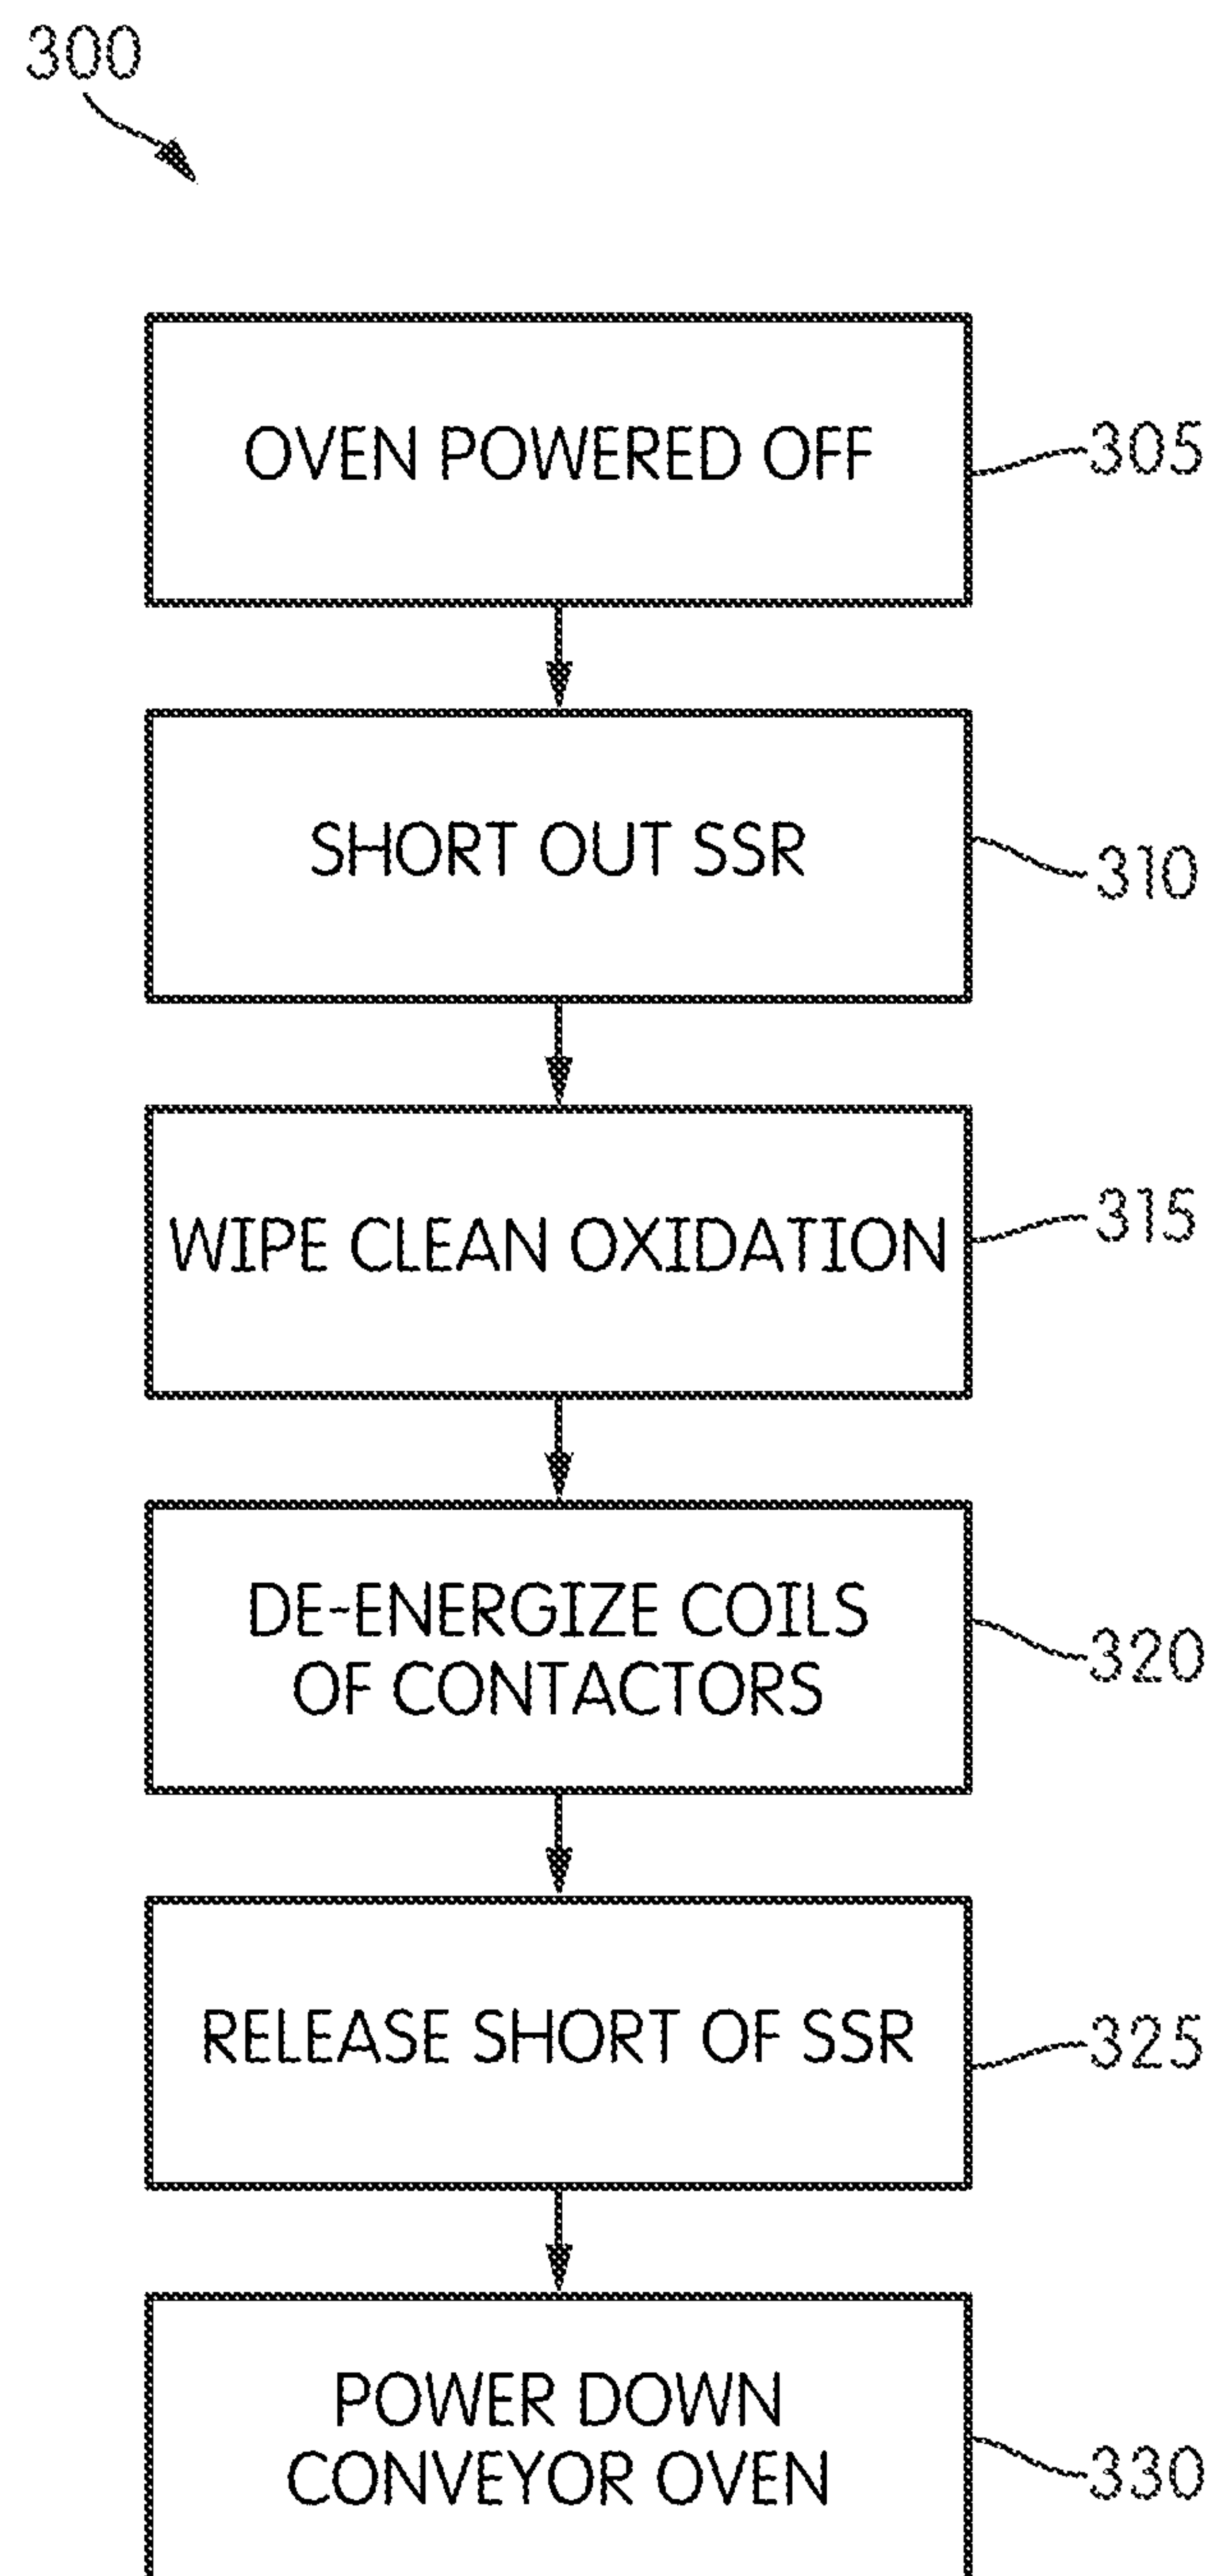 300
OVEN POWERED OFF
305
SHORT OUT SSR
310
WIPE CLEAN OXIDATION
315
DE-ENERGIZE COILS
OF CONTACTORS
320
RELEASE SHORT OF SSR
325
POWER DOWN
CONVEYOR OVEN
330